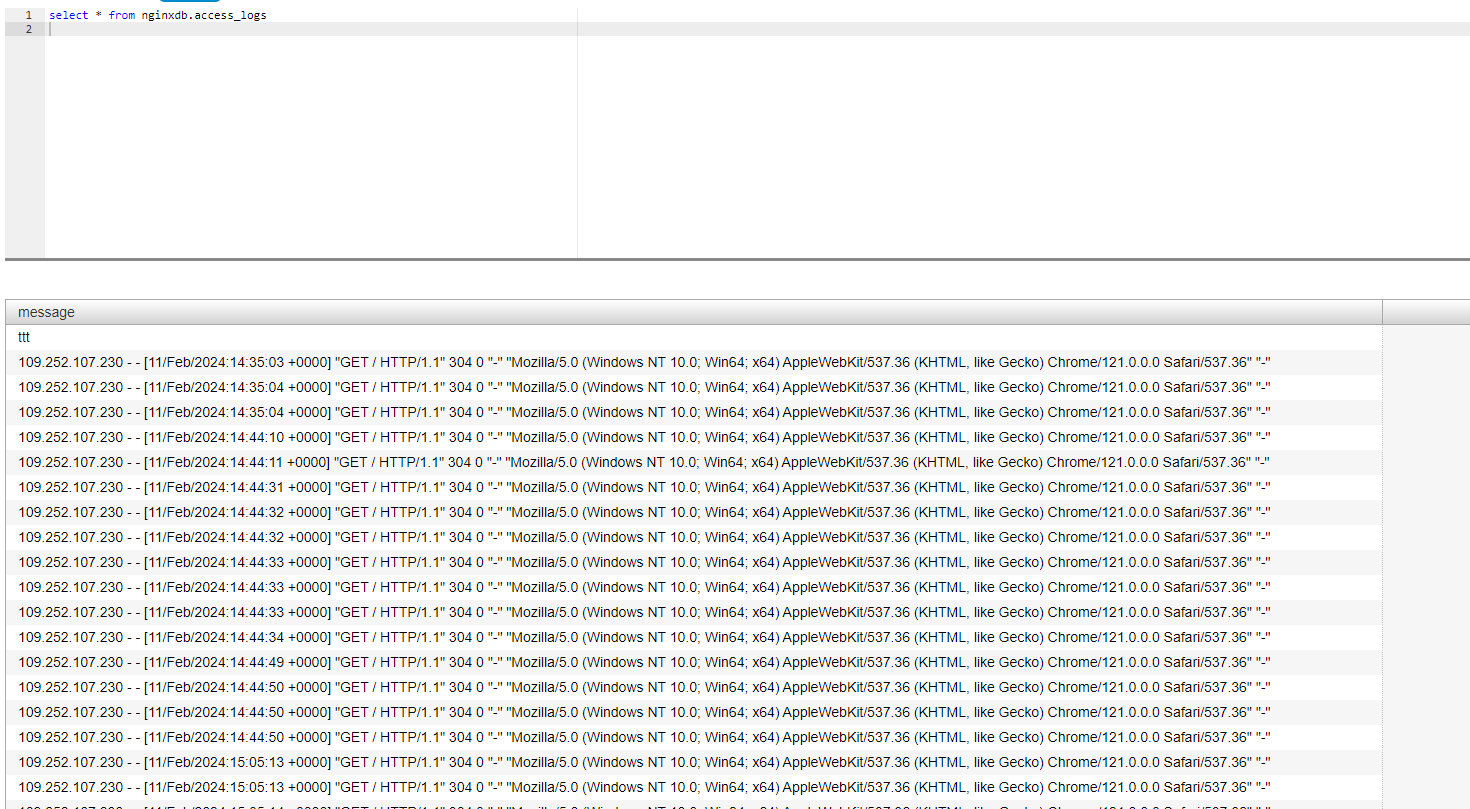 1 select * from nginxdb.access_logs
2
message
ttt
109.252.107.230 - - [11/Feb/2024:14:35:03 +0000] "GET / HTTP/1.1" 304 0 "-" "Mozilla/5.0 (Windows NT 10.0; Win64; x64) AppleWebKit/537.36 (KHTML, like Gecko) Chrome/121.0.0.0 Safari/537.36" "-"
109.252.107.230 - - [11/Feb/2024:14:35:04 +0000] "GET / HTTP/1.1" 304 0 "-" "Mozilla/5.0 (Windows NT 10.0; Win64; x64) AppleWebKit/537.36 (KHTML, like Gecko) Chrome/121.0.0.0 Safari/537.36" "-"
109.252.107.230 - - [11/Feb/2024:14:35:04 +0000] "GET / HTTP/1.1" 304 0 "-" "Mozilla/5.0 (Windows NT 10.0; Win64; x64) AppleWebKit/537.36 (KHTML, like Gecko) Chrome/121.0.0.0 Safari/537.36" "-"
109.252.107.230 - - [11/Feb/2024:14:44:10 +0000] "GET / HTTP/1.1" 304 0 "-" "Mozilla/5.0 (Windows NT 10.0; Win64; x64) AppleWebKit/537.36 (KHTML, like Gecko) Chrome/121.0.0.0 Safari/537.36" "-"
109.252.107.230 - - [11/Feb/2024:14:44:11 +0000] "GET / HTTP/1.1" 304 0 "-" "Mozilla/5.0 (Windows NT 10.0; Win64; x64) AppleWebKit/537.36 (KHTML, like Gecko) Chrome/121.0.0.0 Safari/537.36" "-"
109.252.107.230 - - [11/Feb/2024:14:44:31 +0000] "GET / HTTP/1.1" 304 0 "-" "Mozilla/5.0 (Windows NT 10.0; Win64; x64) AppleWebKit/537.36 (KHTML, like Gecko) Chrome/121.0.0.0 Safari/537.36" "-"
109.252.107.230 - - [11/Feb/2024:14:44:32 +0000] "GET / HTTP/1.1" 304 0 "-" "Mozilla/5.0 (Windows NT 10.0; Win64; x64) AppleWebKit/537.36 (KHTML, like Gecko) Chrome/121.0.0.0 Safari/537.36" "-"
109.252.107.230 - - [11/Feb/2024:14:44:32 +0000] "GET / HTTP/1.1" 304 0 "-" "Mozilla/5.0 (Windows NT 10.0; Win64; x64) AppleWebKit/537.36 (KHTML, like Gecko) Chrome/121.0.0.0 Safari/537.36" "-"
109.252.107.230 - - [11/Feb/2024:14:44:33 +0000] "GET / HTTP/1.1" 304 0 "-" "Mozilla/5.0 (Windows NT 10.0; Win64; x64) AppleWebKit/537.36 (KHTML, like Gecko) Chrome/121.0.0.0 Safari/537.36" "-"
109.252.107.230 - - [11/Feb/2024:14:44:33 +0000] "GET / HTTP/1.1" 304 0 "-" "Mozilla/5.0 (Windows NT 10.0; Win64; x64) AppleWebKit/537.36 (KHTML, like Gecko) Chrome/121.0.0.0 Safari/537.36" "-"
109.252.107.230 - - [11/Feb/2024:14:44:33 +0000] "GET / HTTP/1.1" 304 0 "-" "Mozilla/5.0 (Windows NT 10.0; Win64; x64) AppleWebKit/537.36 (KHTML, like Gecko) Chrome/121.0.0.0 Safari/537.36" "-"
109.252.107.230 - - [11/Feb/2024:14:44:34 +0000] "GET / HTTP/1.1" 304 0 "-" "Mozilla/5.0 (Windows NT 10.0; Win64; x64) AppleWebKit/537.36 (KHTML, like Gecko) Chrome/121.0.0.0 Safari/537.36" "-"
109.252.107.230 - - [11/Feb/2024:14:44:49 +0000] "GET / HTTP/1.1" 304 0 "-" "Mozilla/5.0 (Windows NT 10.0; Win64; x64) AppleWebKit/537.36 (KHTML, like Gecko) Chrome/121.0.0.0 Safari/537.36" "-"
109.252.107.230 - - [11/Feb/2024:14:44:50 +0000] "GET / HTTP/1.1" 304 0 "-" "Mozilla/5.0 (Windows NT 10.0; Win64; x64) AppleWebKit/537.36 (KHTML, like Gecko) Chrome/121.0.0.0 Safari/537.36" "-"
109.252.107.230 - - [11/Feb/2024:14:44:50 +0000] "GET / HTTP/1.1" 304 0 "-" "Mozilla/5.0 (Windows NT 10.0; Win64; x64) AppleWebKit/537.36 (KHTML, like Gecko) Chrome/121.0.0.0 Safari/537.36" "-"
109.252.107.230 - - [11/Feb/2024:14:44:50 +0000] "GET / HTTP/1.1" 304 0 "-" "Mozilla/5.0 (Windows NT 10.0; Win64; x64) AppleWebKit/537.36 (KHTML, like Gecko) Chrome/121.0.0.0 Safari/537.36" "-"
109.252.107.230 - - [11/Feb/2024:15:05:13 +0000] "GET / HTTP/1.1" 304 0 "-" "Mozilla/5.0 (Windows NT 10.0; Win64; x64) AppleWebKit/537.36 (KHTML, like Gecko) Chrome/121.0.0.0 Safari/537.36" "-"
109.252.107.230 - - [11/Feb/2024:15:05:13 +0000] "GET / HTTP/1.1" 304 0 "-" "Mozilla/5.0 (Windows NT 10.0; Win64; x64) AppleWebKit/537.36 (KHTML, like Gecko) Chrome/121.0.0.0 Safari/537.36" "-"